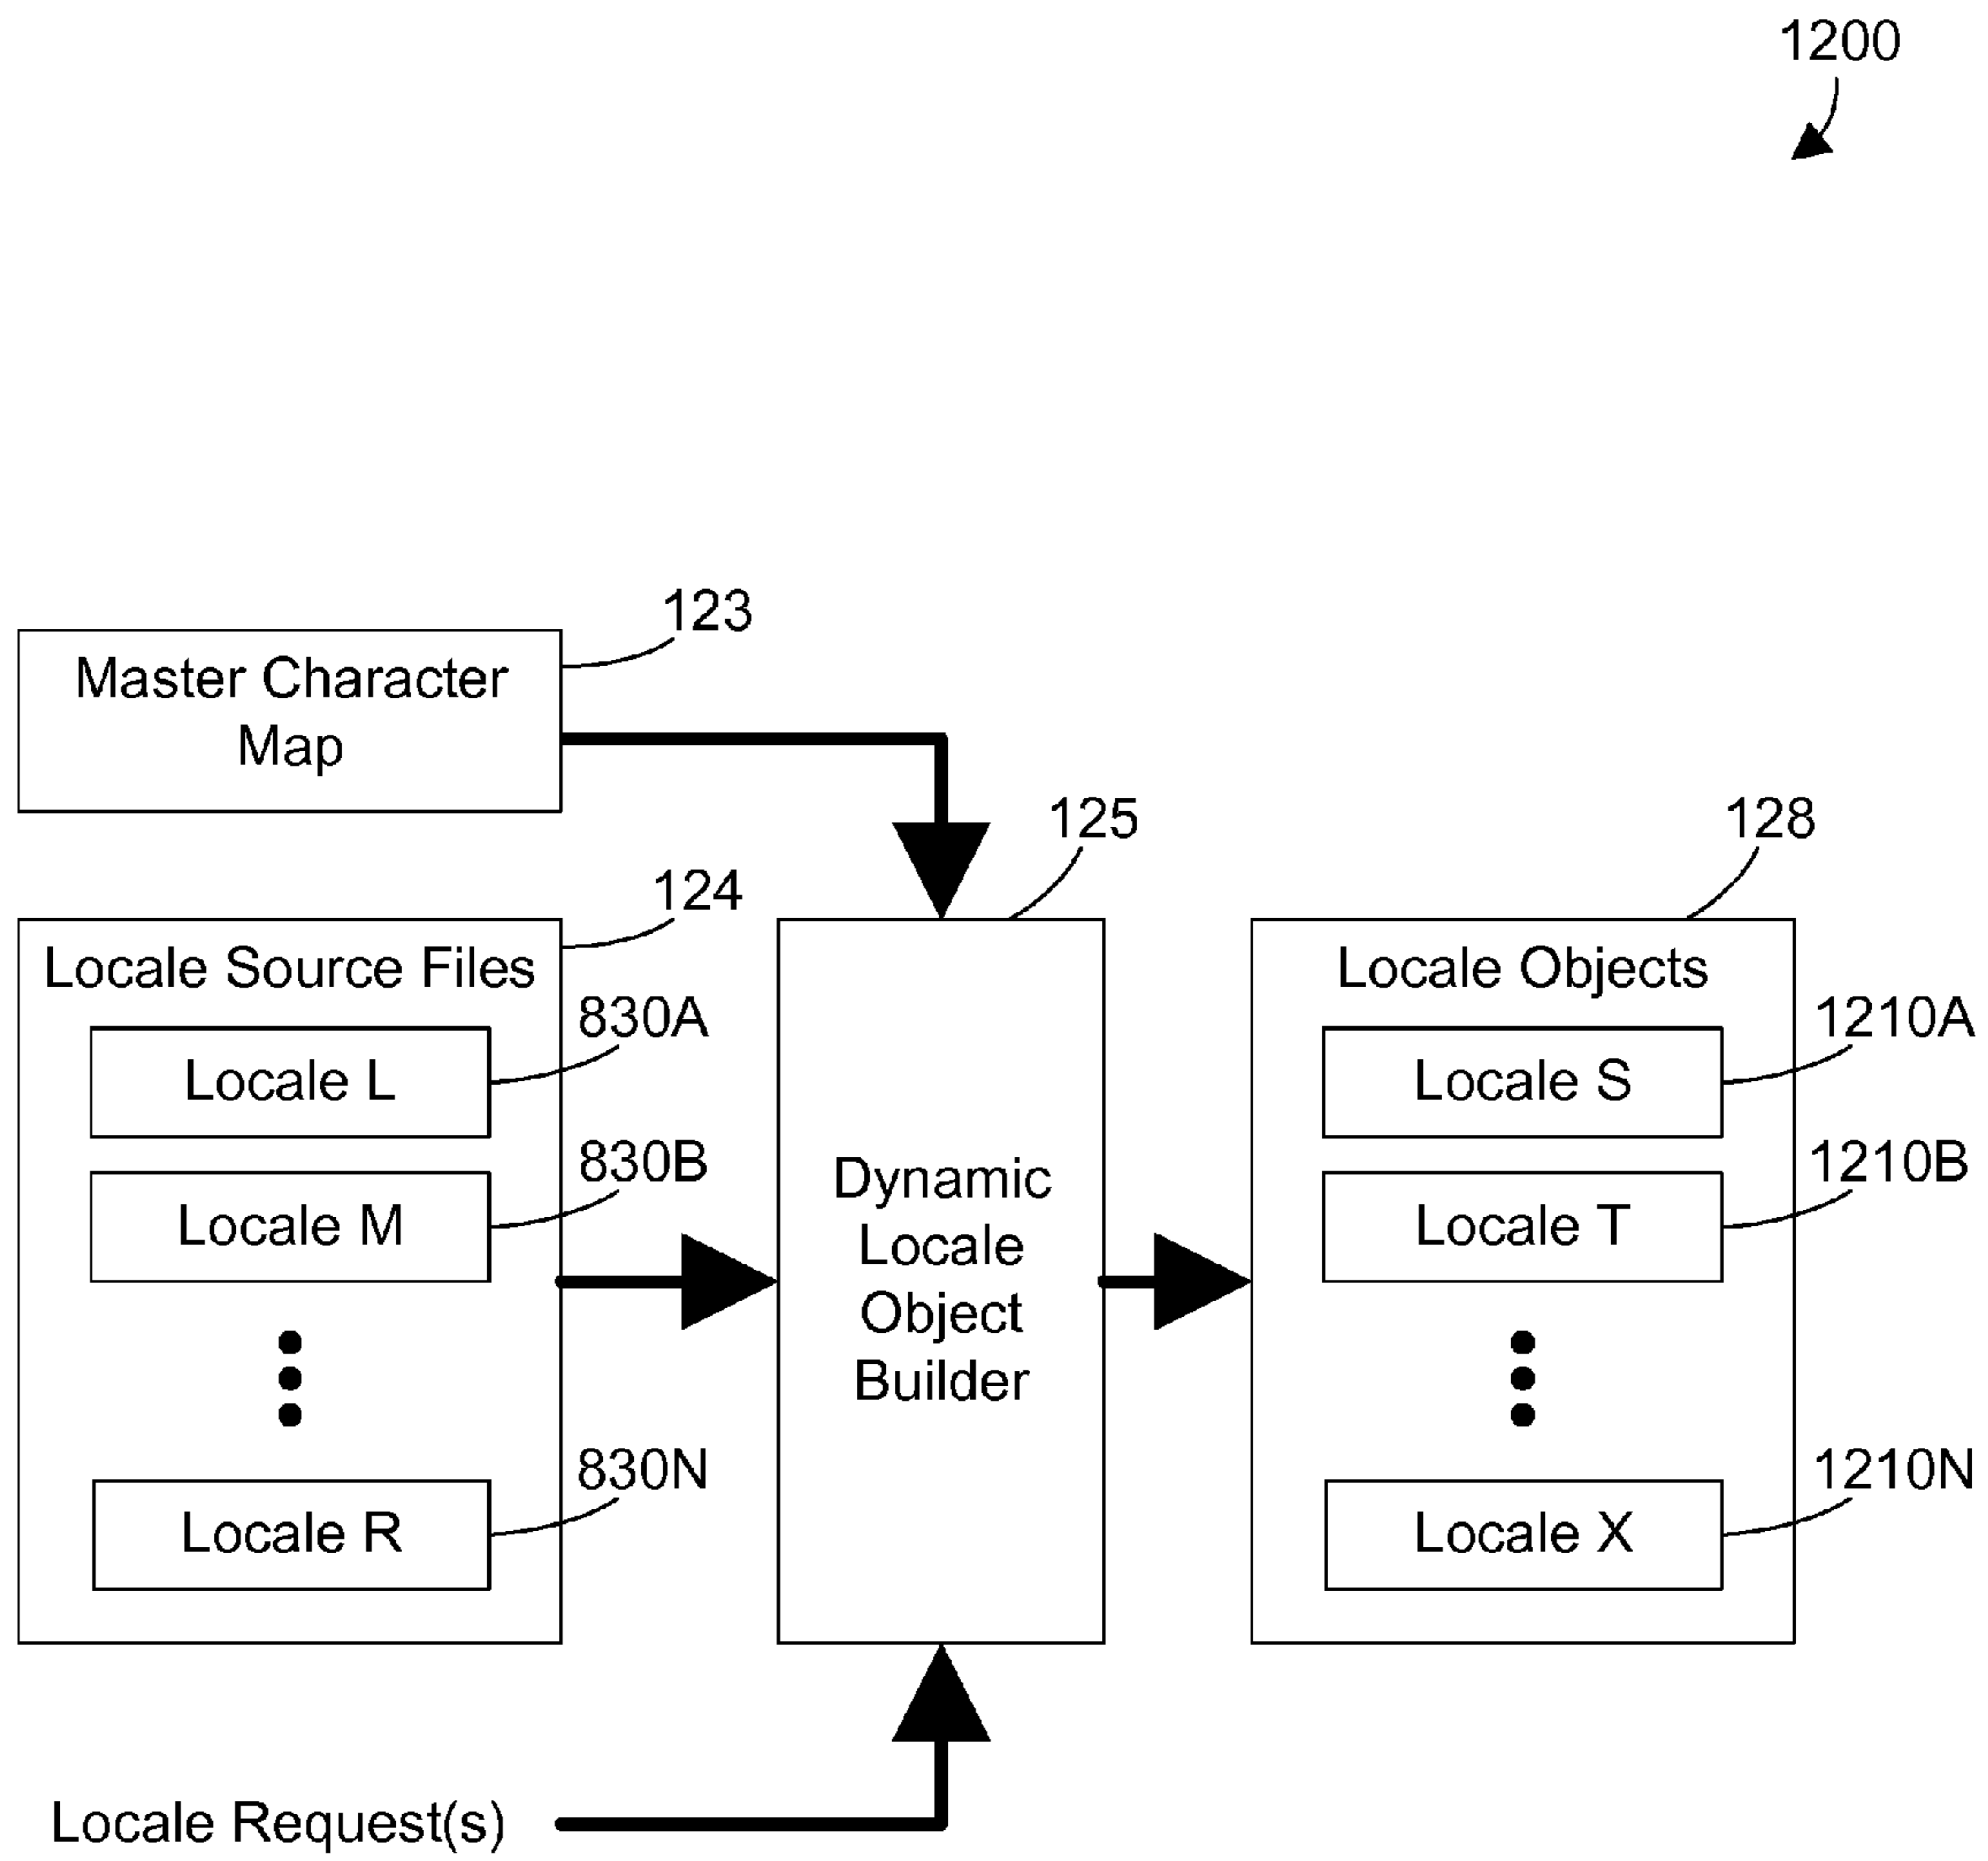 1200
123
Master Character
Map
125
128
124
Locale Source Files
830A
Locale L
830B
Locale M
830N
Locale R
Dynamic
Locale
Object
Builder
Locale Objects
1210A
Locale S
1210B
Locale T
1210N
Locale X
Locale Request(s)